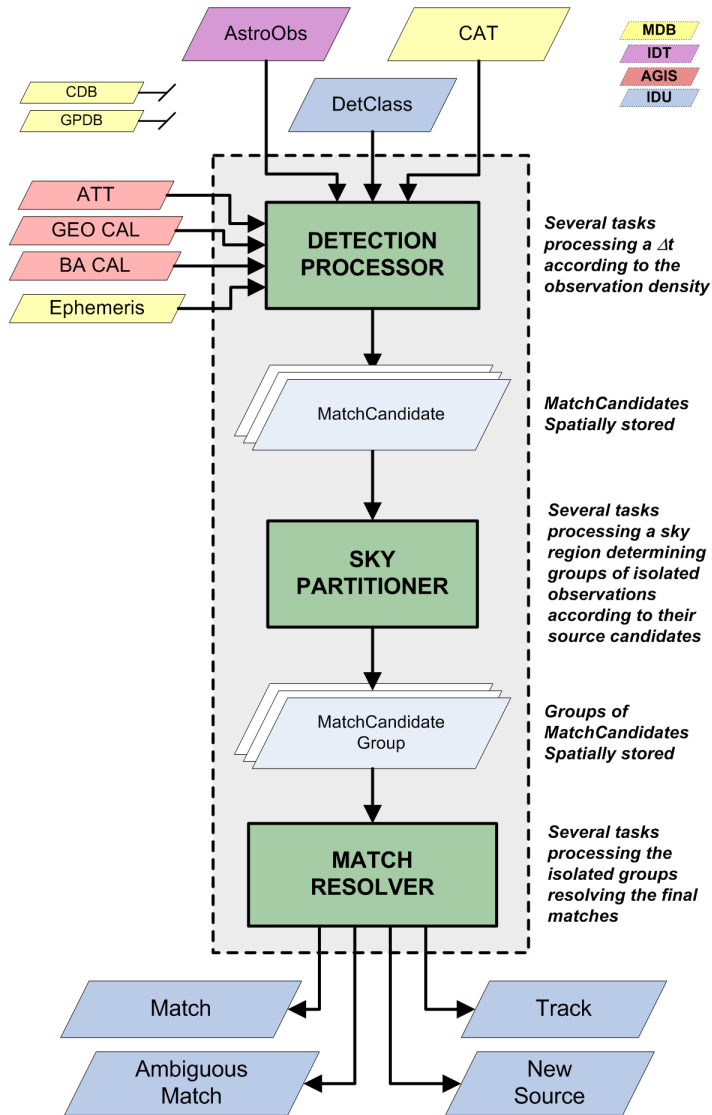 AstroObs
CAT
MDB
IDT
AGIS
IDU
CDB
GPDB
DetClass
ATT
GEO CAL
BA CAL
Ephemeris
DETECTION
PROCESSOR
Several tasks
processing a Δt
according to the
observation density
MatchCandidate
MatchCandidates
Spatially stored
SKY
PARTITIONER
Several tasks
processing a sky
region determining
groups of isolated
observations
according to their
source candidates
MatchCandidate
Group
Groups of
MatchCandidates
Spatially stored
MATCH
RESOLVER
Several tasks
processing the
isolated groups
resolving the final
matches
Match
Track
Ambiguous
Match
New
Source